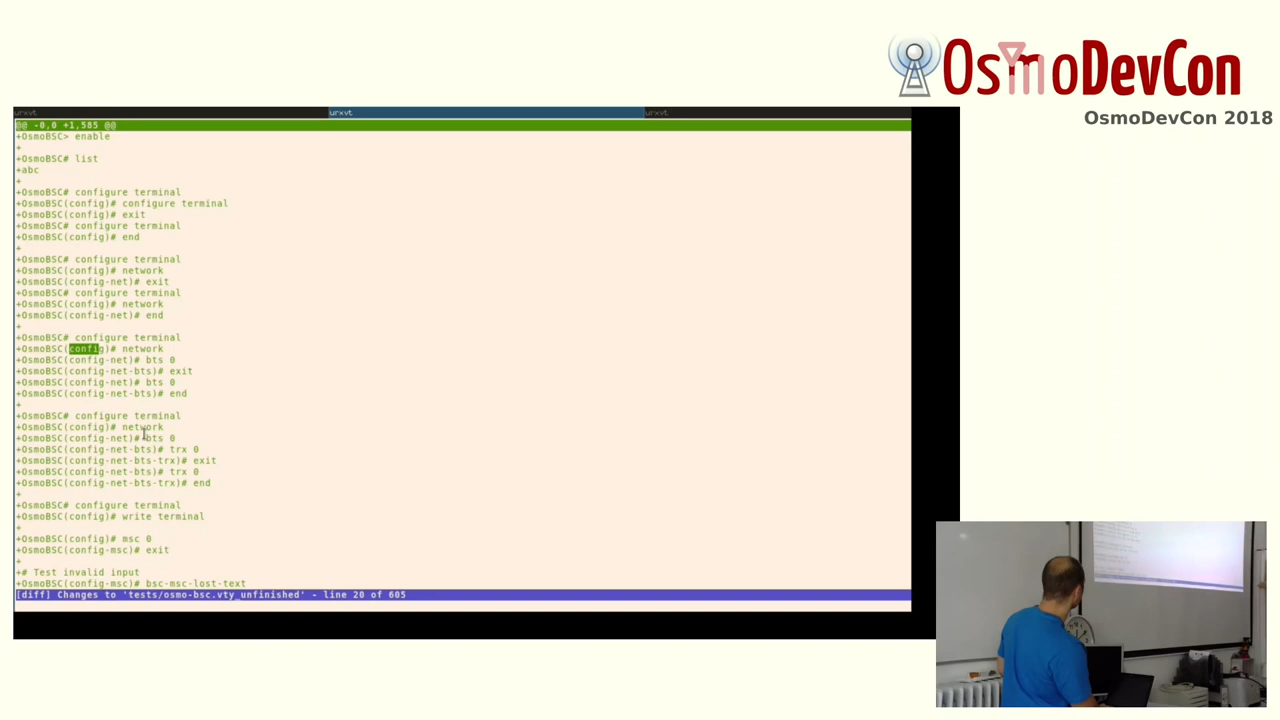 OsmoDevCon
OsmoDevCon 2018
urxvt urxvt urxvt
@@ -0,0 +1,585 @@
+OsmoBSC> enable
+
+OsmoBSC# list
+abc
+
+OsmoBSC# configure terminal
+OsmoBSC(config)# configure terminal
+OsmoBSC(config)# exit
+OsmoBSC# configure terminal
+OsmoBSC(config)# end
+
+OsmoBSC# configure terminal
+OsmoBSC(config)# network
+OsmoBSC(config-net)# exit
+OsmoBSC# configure terminal
+OsmoBSC(config)# network
+OsmoBSC(config-net)# end
+
+OsmoBSC# configure terminal
+OsmoBSC(config)# network
+OsmoBSC(config-net)# bts 0
+OsmoBSC(config-net-bts)# exit
+OsmoBSC(config-net)# bts 0
+OsmoBSC(config-net-bts)# end
+
+OsmoBSC# configure terminal
+OsmoBSC(config)# network
+OsmoBSC(config-net)# bts 0
+OsmoBSC(config-net-bts)# trx 0
+OsmoBSC(config-net-bts-trx)# exit
+OsmoBSC(config-net-bts)# trx 0
+OsmoBSC(config-net-bts-trx)# end
+
+OsmoBSC# configure terminal
+OsmoBSC(config)# write terminal
+
+OsmoBSC(config)# msc 0
+OsmoBSC(config-msc)# exit
+
+# Test invalid input
+OsmoBSC(config-msc)# bsc-msc-lost-text
[diff] Changes to 'tests/osmo-bsc.vty_unfinished' - line 20 of 605